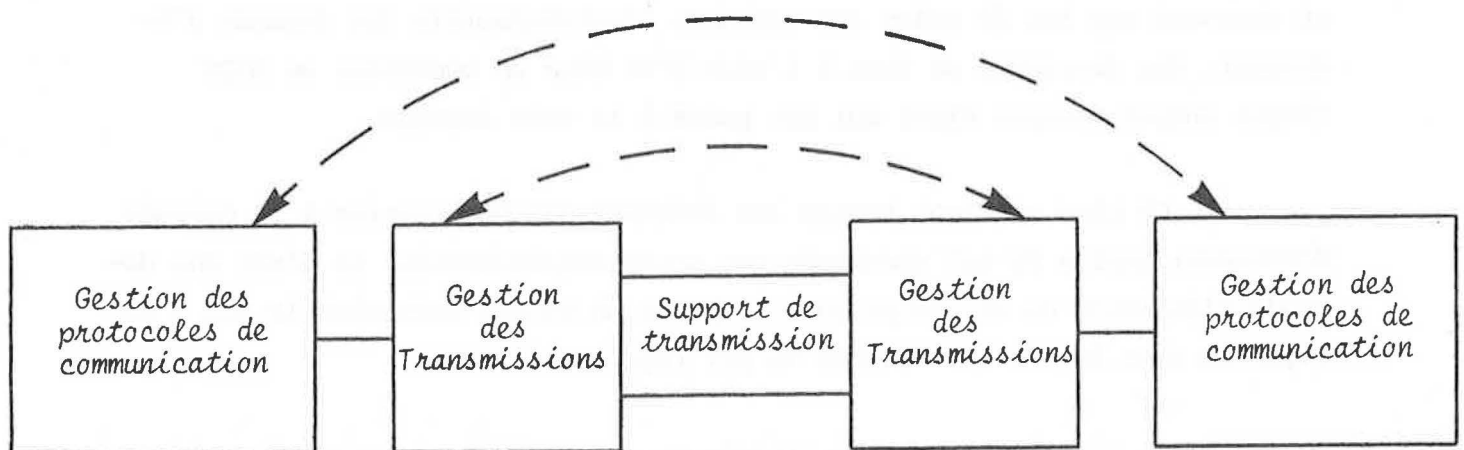 Gestion des
protocoles de
communication
Gestion
des
Transmissions
Support de
transmission
Gestion
des
Transmissions
Gestion des
protocoles de
communication